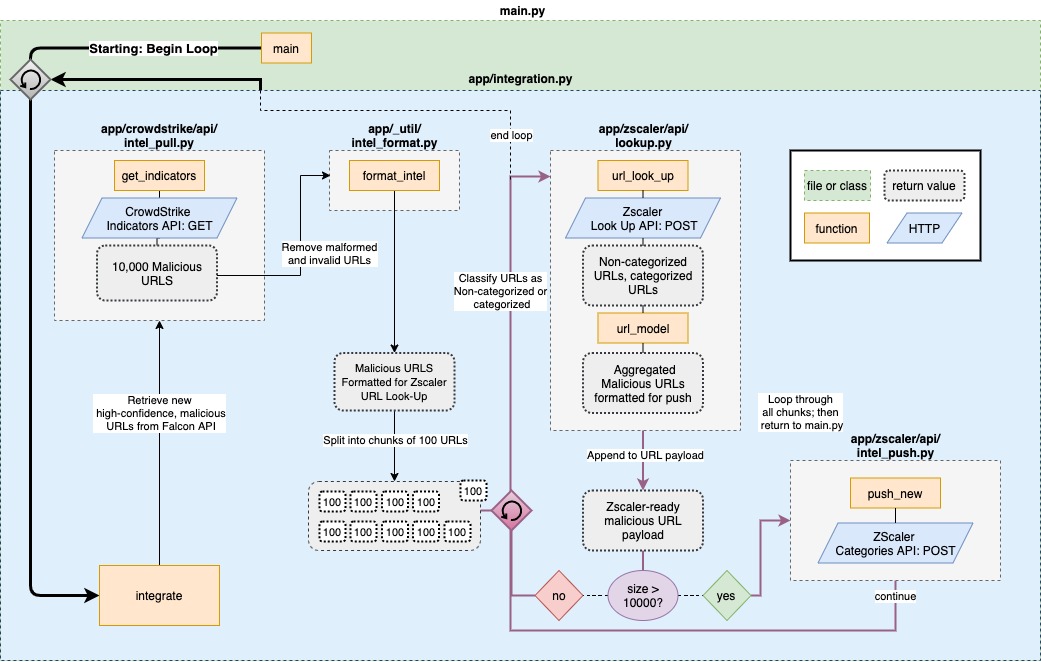 main.py
Starting: Begin Loop
main
app/integration.py
app/crowdstrike/api/
intel_pull.py
get_indicators
CrowdStrike
Indicators API: GET
10,000 Malicious
URLS
Remove malformed
and invalid URLs
app/_util/
intel_format.py
format_intel
end loop
app/zscaler/api/
lookup.py
url_look_up
Zscaler
Look Up API: POST
Non-categorized
URLs, categorized
URLs
url_model
Aggregated
Malicious URLs
formatted for push
file or class
return value
function
HTTP
Classify URLs as
Non-categorized or
categorized
Malicious URLS
Formatted for Zscaler
URL Look-Up
Retrieve new
high-confidence, malicious
URLs from Falcon API
Split into chunks of 100 URLs
100
100 100 100 100
100 100 100 100 100
Append to URL payload
Zscaler-ready
malicious URL
payload
Loop through
all chunks; then
return to main.py
app/zscaler/api/
intel_push.py
push_new
ZScaler
Categories API: POST
integrate
no
size >
10000?
yes
continue